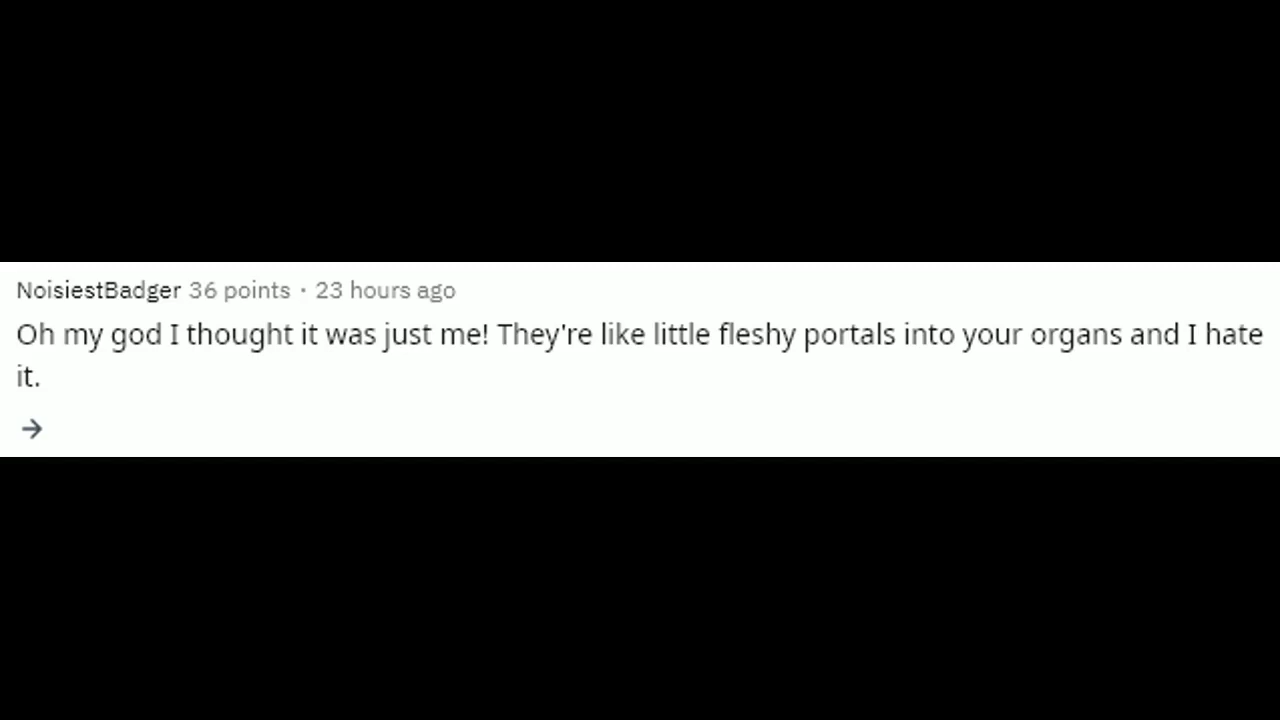 NoisiestBadger 36 points · 23 hours ago
Oh my god I thought it was just me! They're like little fleshy portals into your organs and I hate
it.